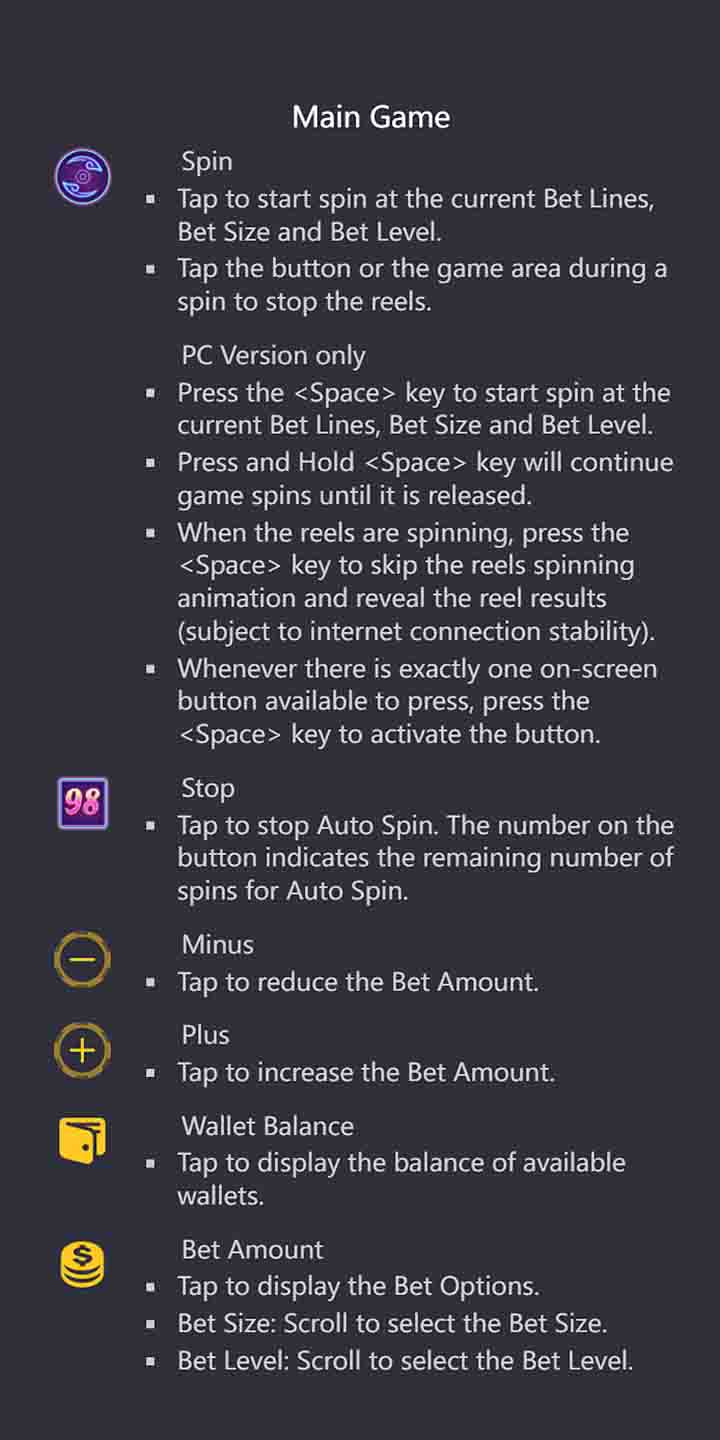 Main Game
Spin
▪ Tap to start spin at the current Bet Lines,
Bet Size and Bet Level.
▪ Tap the button or the game area during a
spin to stop the reels.
PC Version only
▪ Press the <Space> key to start spin at the
current Bet Lines, Bet Size and Bet Level.
▪ Press and Hold <Space> key will continue
game spins until it is released.
▪ When the reels are spinning, press the
<Space> key to skip the reels spinning
animation and reveal the reel results
(subject to internet connection stability).
▪ Whenever there is exactly one on-screen
button available to press, press the
<Space> key to activate the button.
98
Stop
▪ Tap to stop Auto Spin. The number on the
button indicates the remaining number of
spins for Auto Spin.
Minus
▪ Tap to reduce the Bet Amount.
Plus
▪ Tap to increase the Bet Amount.
Wallet Balance
▪ Tap to display the balance of available
wallets.
$
Bet Amount
▪ Tap to display the Bet Options.
▪ Bet Size: Scroll to select the Bet Size.
▪ Bet Level: Scroll to select the Bet Level.